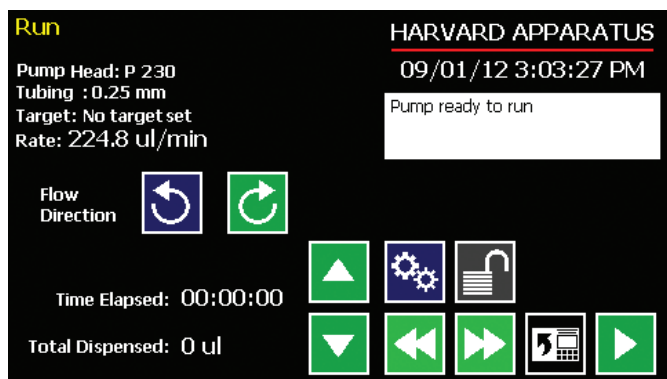 Run
HARVARD APPARATUS
09/01/12 3:03:27 PM
Pump Head: P 230
Tubing : 0.25 mm
Target: No target set
Rate: 224.8 ul/min
Pump ready to run
Flow
Direction
Time Elapsed: 00:00:00
Total Dispensed: 0 ul